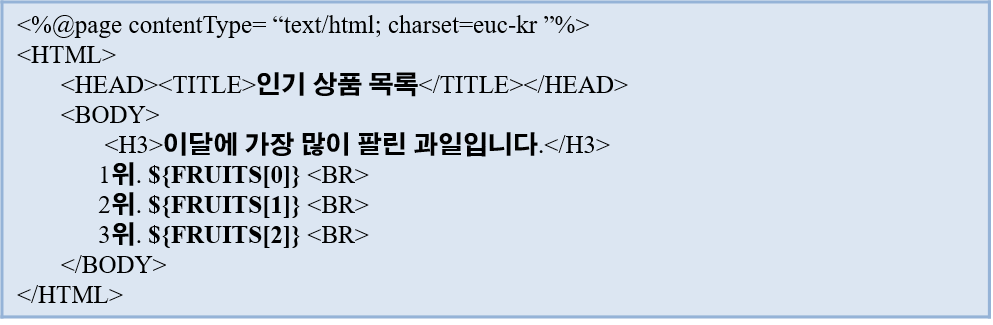 <%@page contentType= “text/html; charset=euc-kr ”%>
<HTML>
<HEAD><TITLE>인기 상품 목록</TITLE></HEAD>
<BODY>
<H3>이달에 가장 많이 팔린 과일입니다.</H3>
1위. ${FRUITS[0]} <BR>
2위. ${FRUITS[1]} <BR>
3위. ${FRUITS[2]} <BR>
</BODY>
</HTML>